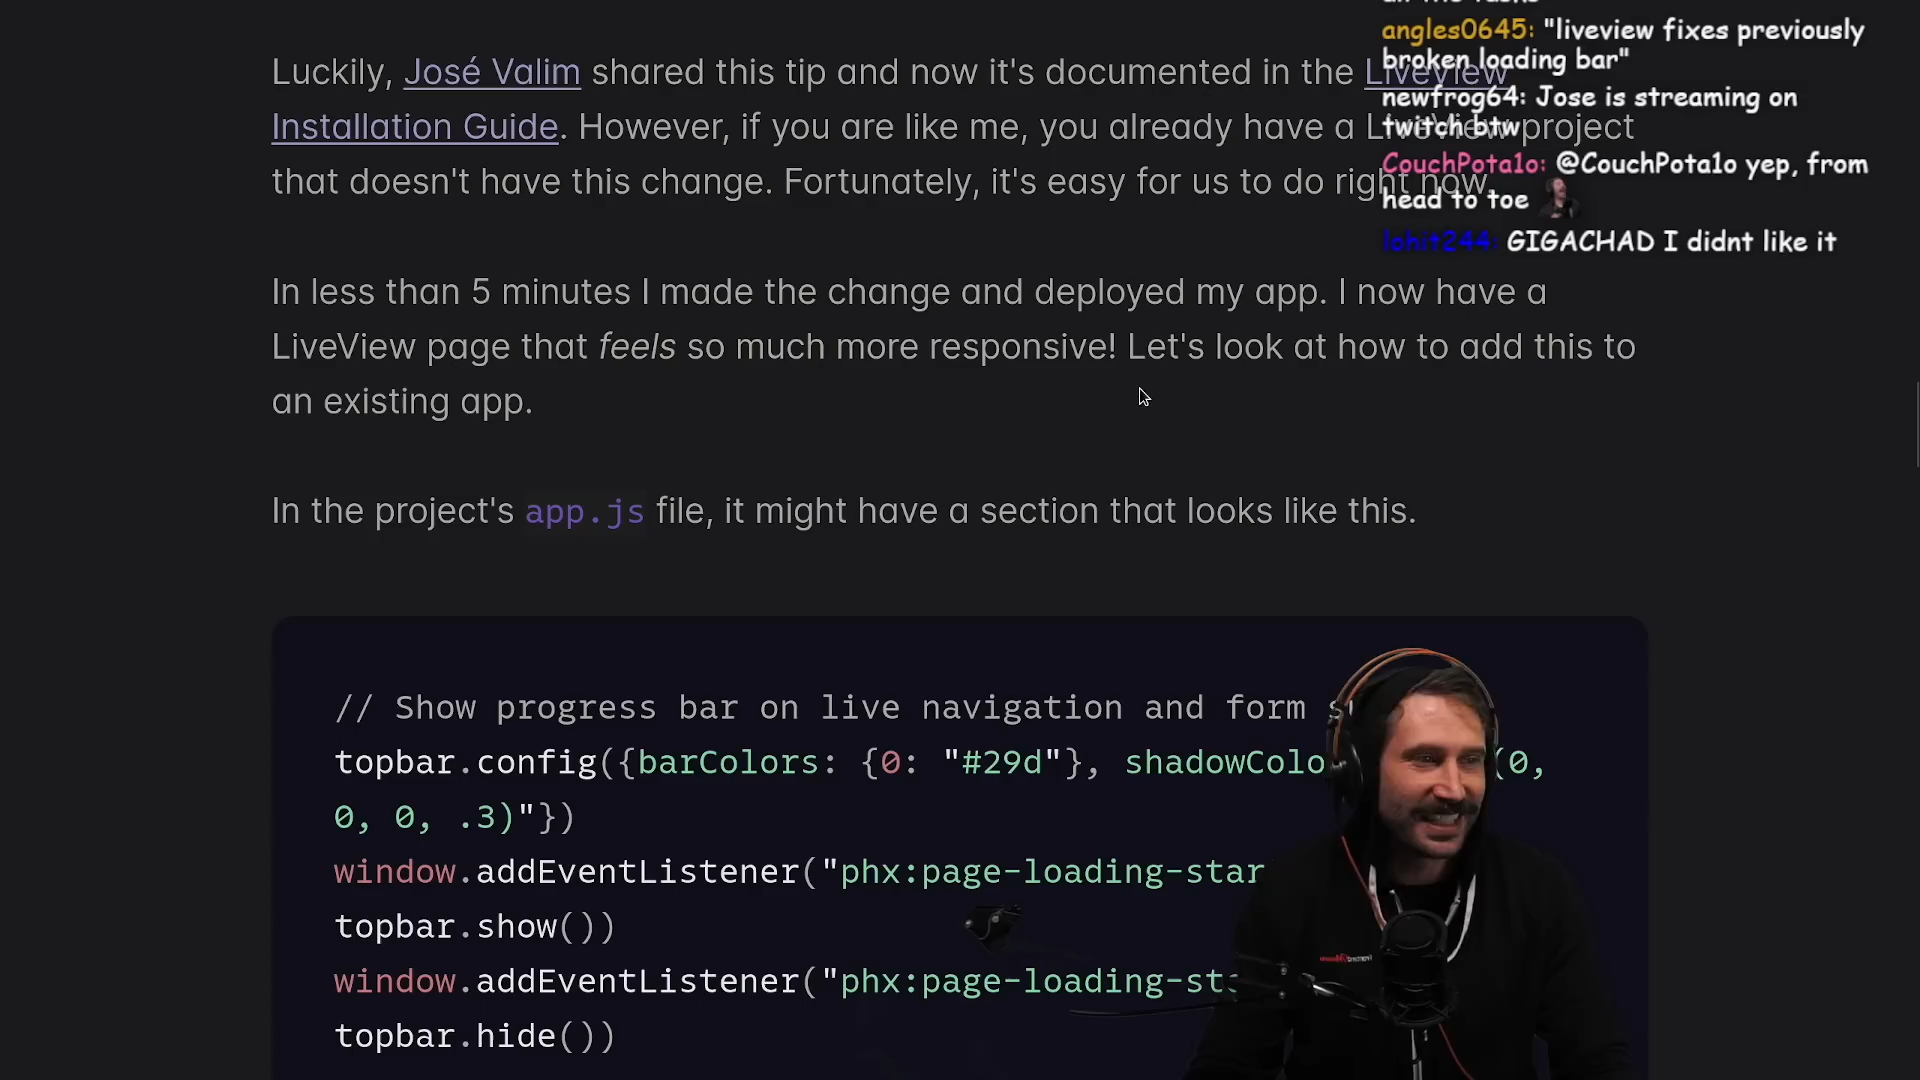 Luckily, José Valim shared this tip and now it's documented in the LiveView
Installation Guide. However, if you are like me, you already have a LiveView project
that doesn't have this change. Fortunately, it's easy for us to do right now.
In less than 5 minutes I made the change and deployed my app. I now have a
LiveView page that feels so much more responsive! Let's look at how to add this to
an existing app.
In the project's app.js file, it might have a section that looks like this.
// Show progress bar on live navigation and form s
topbar.config({barColors: {0: "#29d"}, shadowColo (0,
0, 0, .3)"})
window.addEventListener("phx:page-loading-star
topbar.show())
window.addEventListener("phx:page-loading-sto
topbar.hide())
angles0645: "liveview fixes previously
broken loading bar"
newfrog64: Jose is streaming on
twitch btw
CouchPota1o: @CouchPota1o yep, from
head to toe
lohit244: GIGACHAD I didnt like it